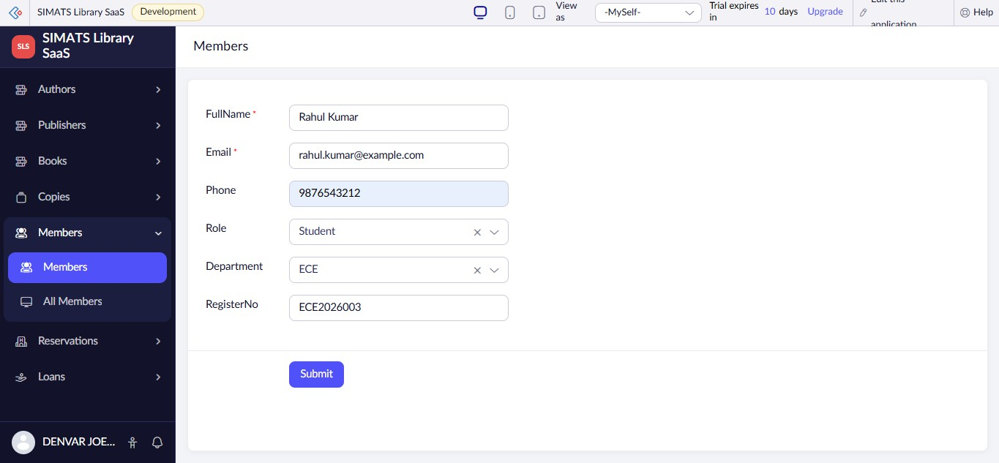 SIMATS Library SaaS
Development
View as
-MySelf-
Trial expires in
10 days
Upgrade
Edit this application
Help
SLS
SIMATS Library SaaS
Authors
Publishers
Books
Copies
Members
Members
All Members
Reservations
Loans
DENVAR JOE...
Members
FullName *
Rahul Kumar
Email *
rahul.kumar@example.com
Phone
9876543212
Role
Student
Department
ECE
RegisterNo
ECE2026003
Submit